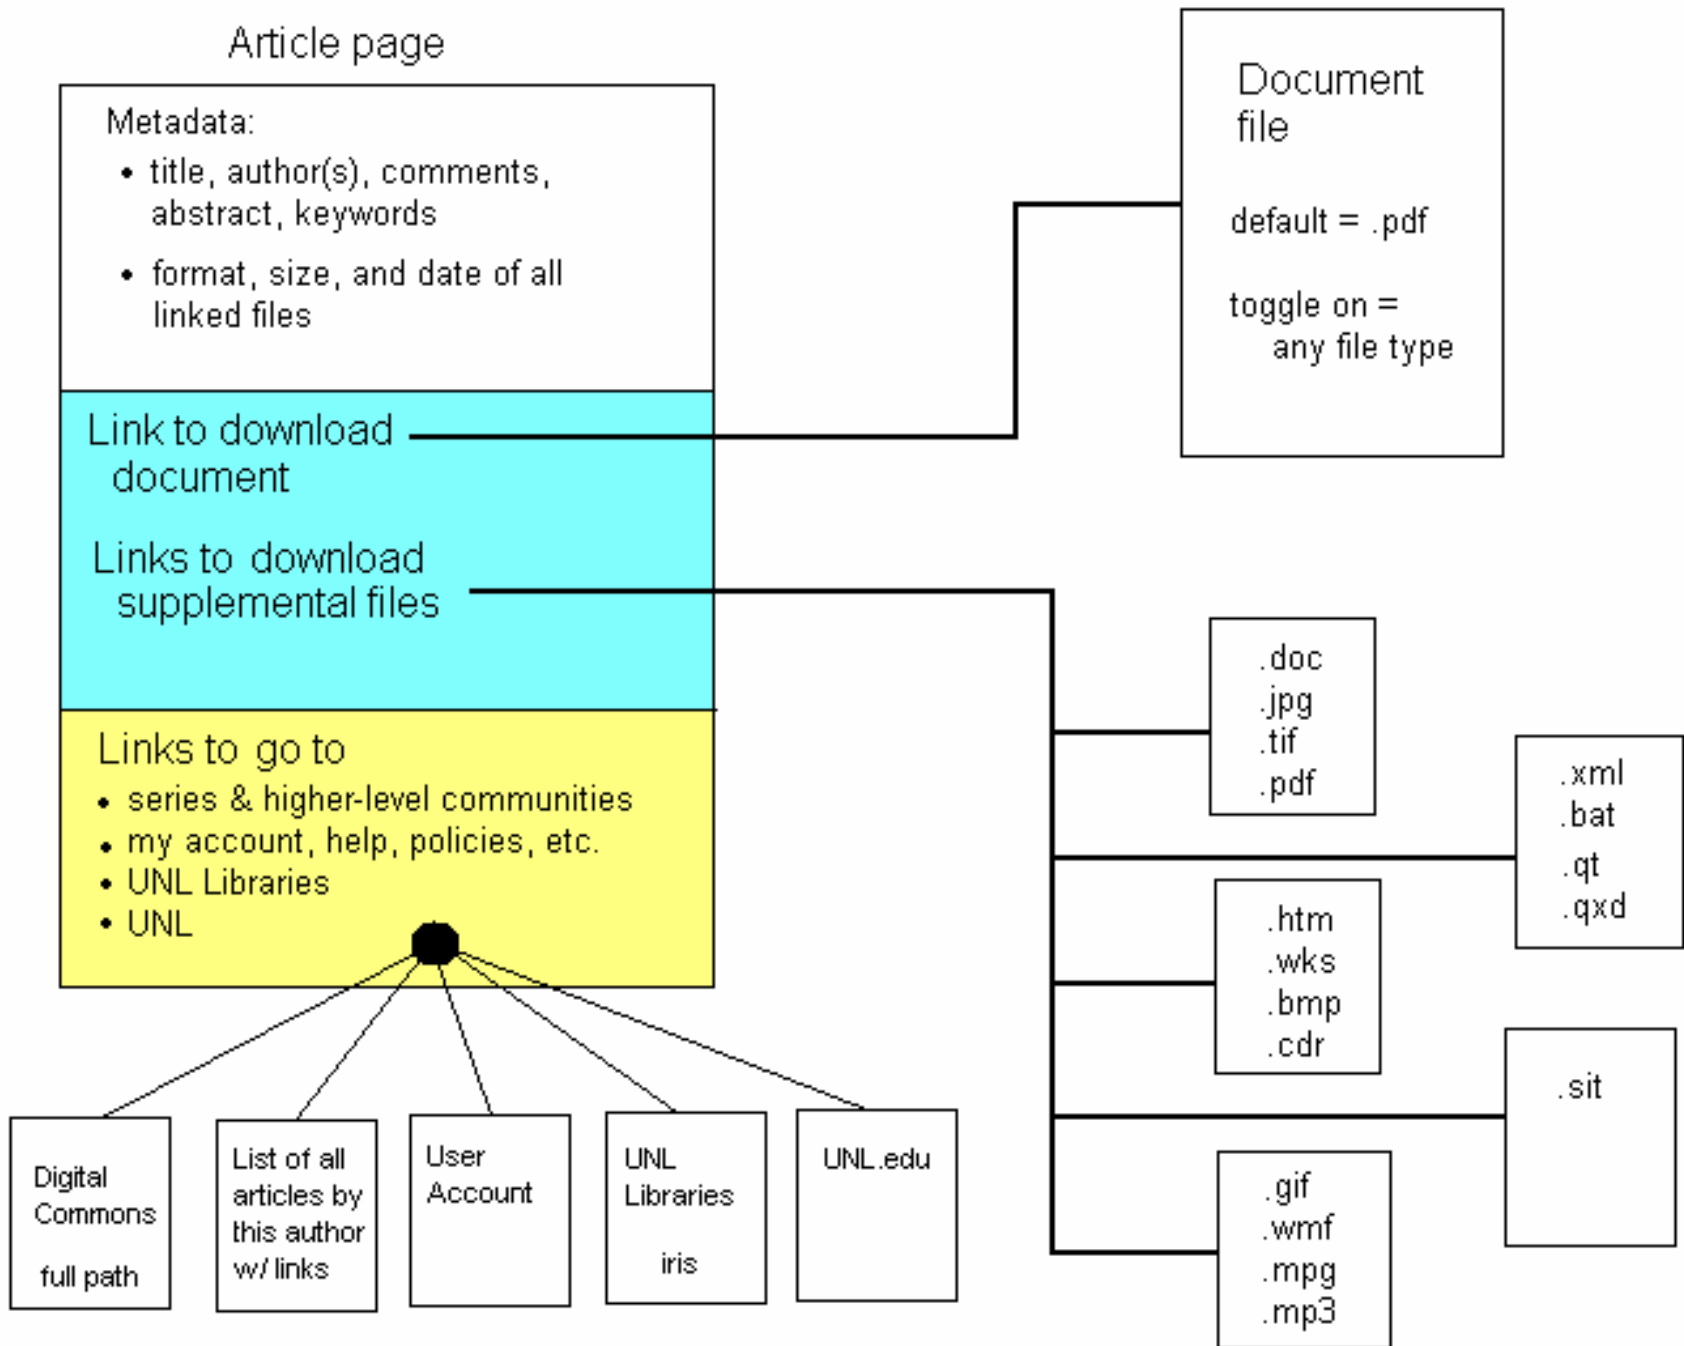 Article page
Metadata:
• title, author(s), comments,
abstract, keywords
• format, size, and date of all
linked files
Link to download
document
Links to download
supplemental files
Links to go to
• series & higher-level communities
• my account, help, policies, etc.
• UNL Libraries
• UNL
Digital
Commons
full path
List of all
articles by
this author
w/ links
User
Account
UNL
Libraries
iris
UNL.edu
Document
file
default = .pdf
toggle on =
any file type
.doc
.jpg
.tif
.pdf
.xml
.bat
.qt
.qxd
.htm
.wks
.bmp
.cdr
.sit
.gif
.wmf
.mpg
.mp3